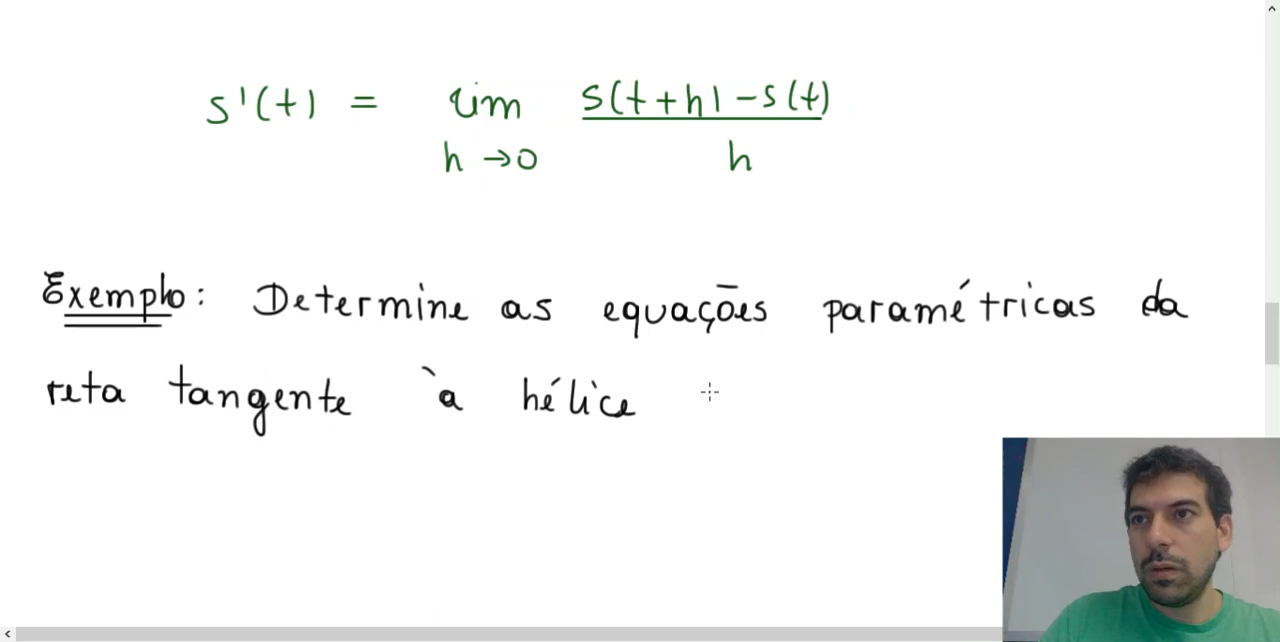 s'(t) = lim s(t+h) - s(t)
h→0 h
Exemplo: Determine as equações paramétricas da
reta tangente à hélice